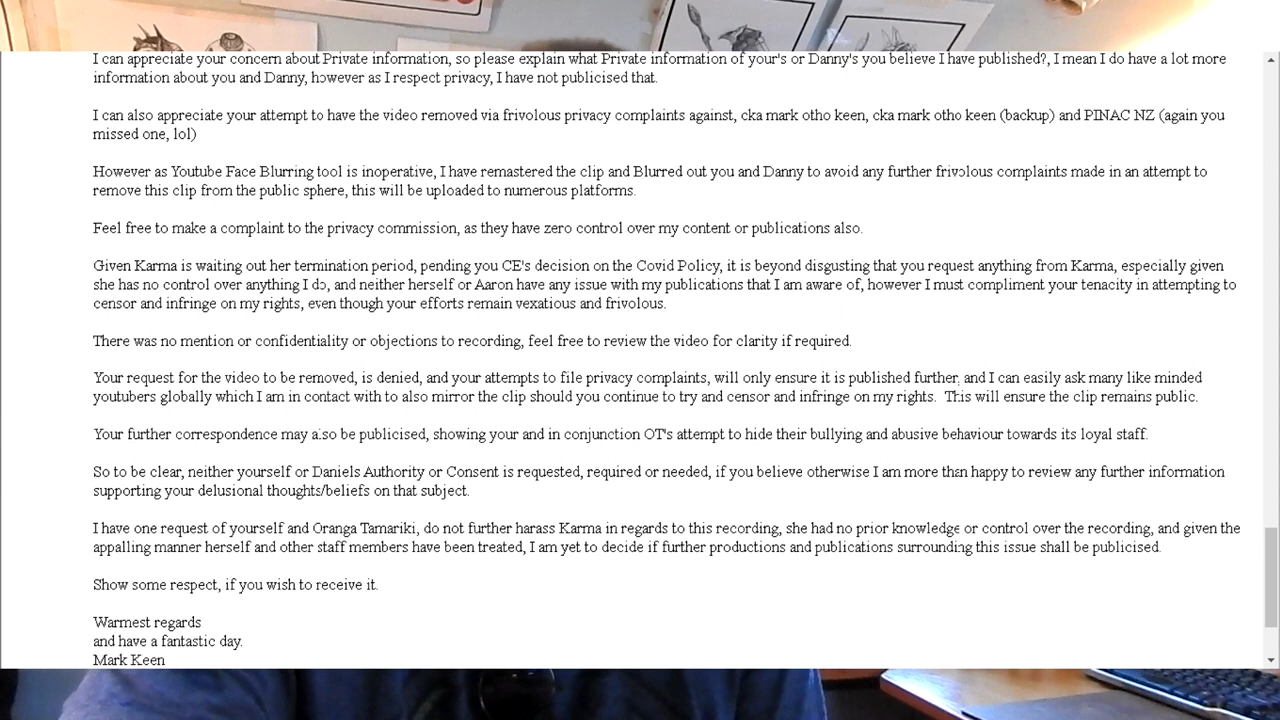 I can appreciate your concern about Private information, so please explain what Private information of your's or Danny's you believe I have published?, I mean I do have a lot more
information about you and Danny, however as I respect privacy, I have not publicised that.
I can also appreciate your attempt to have the video removed via frivolous privacy complaints against, cka mark otho keen, cka mark otho keen (backup) and PINAC NZ (again you
missed one, lol)
However as Youtube Face Blurring tool is inoperative, I have remastered the clip and Blurred out you and Danny to avoid any further frivolous complaints made in an attempt to
remove this clip from the public sphere, this will be uploaded to numerous platforms.
Feel free to make a complaint to the privacy commission, as they have zero control over my content or publications also.
Given Karma is waiting out her termination period, pending you CE's decision on the Covid Policy, it is beyond disgusting that you request anything from Karma, especially given
she has no control over anything I do, and neither herself or Aaron have any issue with my publications that I am aware of, however I must compliment your tenacity in attempting to
censor and infringe on my rights, even though your efforts remain vexatious and frivolous.
There was no mention or confidentiality or objections to recording, feel free to review the video for clarity if required.
Your request for the video to be removed, is denied, and your attempts to file privacy complaints, will only ensure it is published further, and I can easily ask many like minded
youtubers globally which I am in contact with to also mirror the clip should you continue to try and censor and infringe on my rights.  This will ensure the clip remains public.
Your further correspondence may also be publicised, showing your and in conjunction OT's attempt to hide their bullying and abusive behaviour towards its loyal staff.
So to be clear, neither yourself or Daniels Authority or Consent is requested, required or needed, if you believe otherwise I am more than happy to review any further information
supporting your delusional thoughts/beliefs on that subject.
I have one request of yourself and Oranga Tamariki, do not further harass Karma in regards to this recording, she had no prior knowledge or control over the recording, and given the
appalling manner herself and other staff members have been treated, I am yet to decide if further productions and publications surrounding this issue shall be publicised.
Show some respect, if you wish to receive it.
Warmest regards
and have a fantastic day.
Mark Keen